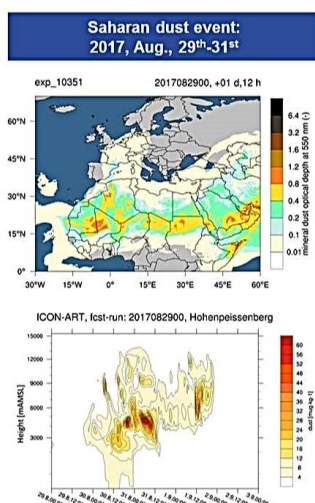 Saharan dust event:
2017, Aug., 29th-31st
exp_10351 2017082900, +01 d,12 h
60°N
45°N
30°N
15°N
0°
0° 15°E 30°E 45°E 60°E
6.4
3.2
1.6
1.2
0.8
0.4
0.2
0.1
0.01
mineral dust optical depth at 550 nm (-)
ICON-ART, fcst-run: 2017082900, Hohenpeissenberg
15000
12000
9000
6000
3000
Height [mAMSL]
60
56
52
48
44
40
36
32
28
24
20
16
12
8
4
dust [mug kg-1]